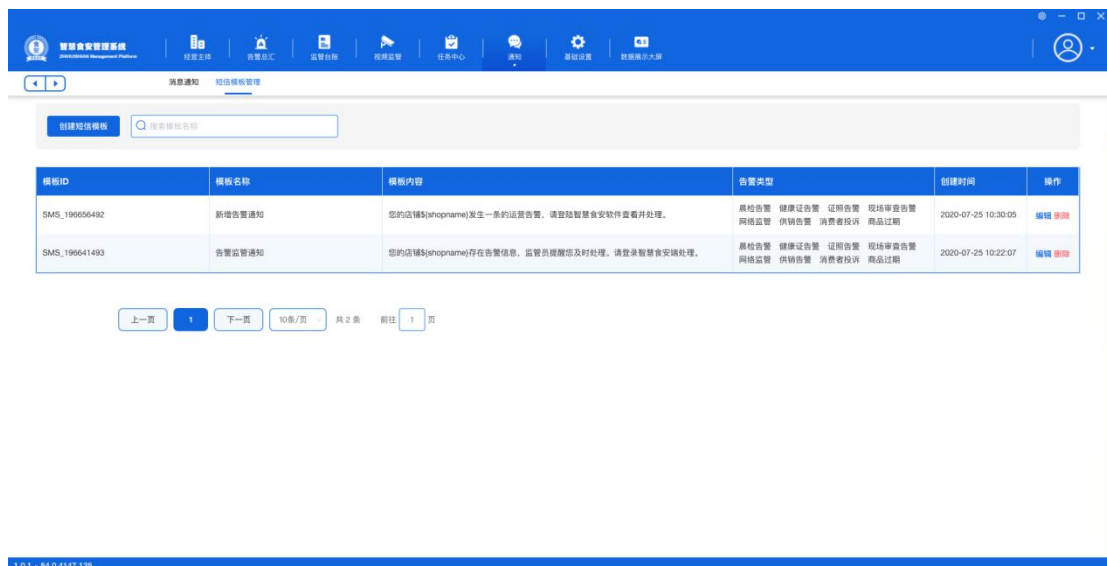 智慧食安管理系统
ZHIHUISHIAN Management Platform
经营主体
告警总汇
监管台账
视频监管
任务中心
通知
基础设置
数据展示大屏
消息通知 短信模板管理
创建短信模板
搜索模板名称
模板ID 模板名称 模板内容 告警类型 创建时间 操作
SMS_196656492 新增告警通知 您的店铺${shopname}发生一条的运营告警，请登陆智慧食安软件查看并处理。 晨检告警 健康证告警 证照告警 现场审查告警 2020-07-25 10:30:05 编辑 删除
网络监管 供销告警 消费者投诉 商品过期
SMS_196641493 告警监管通知 您的店铺${shopname}存在告警信息，监管员提醒您及时处理。请登录智慧食安端处理。 晨检告警 健康证告警 证照告警 现场审查告警 2020-07-25 10:22:07 编辑 删除
网络监管 供销告警 消费者投诉 商品过期
上一页 1 下一页 10条/页 共 2 条 前往 1 页
1.0.1 - 84.0.4147.135